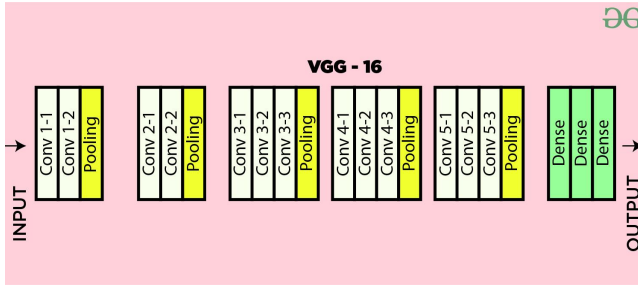 VGG - 16
INPUT
Conv 1-1
Conv 1-2
Pooling
Conv 2-1
Conv 2-2
Pooling
Conv 3-1
Conv 3-2
Conv 3-3
Pooling
Conv 4-1
Conv 4-2
Conv 4-3
Pooling
Conv 5-1
Conv 5-2
Conv 5-3
Pooling
Dense
Dense
Dense
OUTPUT